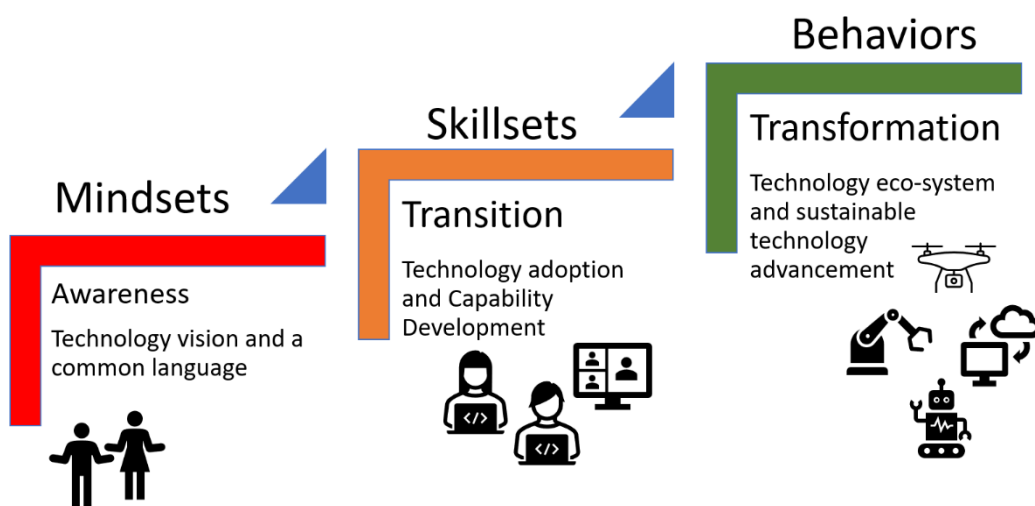 Mindsets
Awareness
Technology vision and a
common language
Skillsets
Transition
Technology adoption
and Capability
Development
</>
</>
Behaviors
Transformation
Technology eco-system
and sustainable
technology
advancement